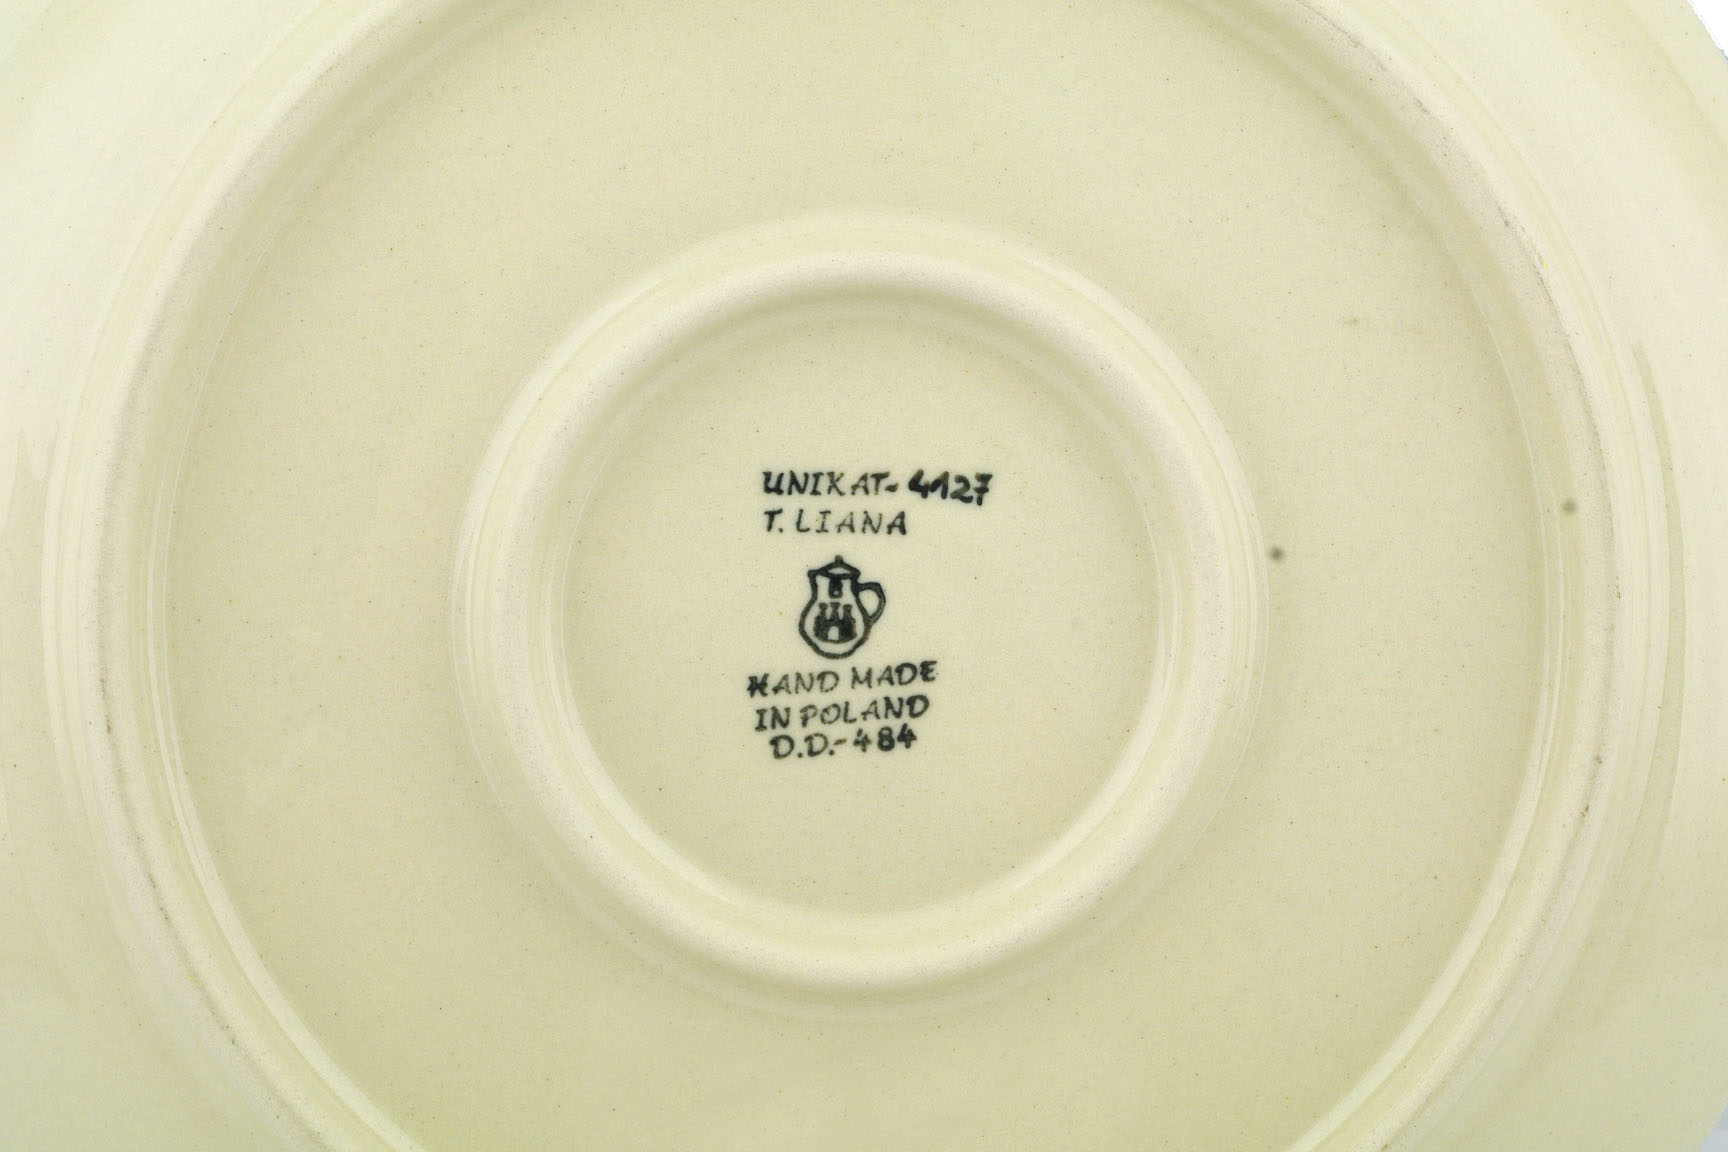 UNIKAT-4127
T. LIANA
HAND MADE
IN POLAND
D.D.-484